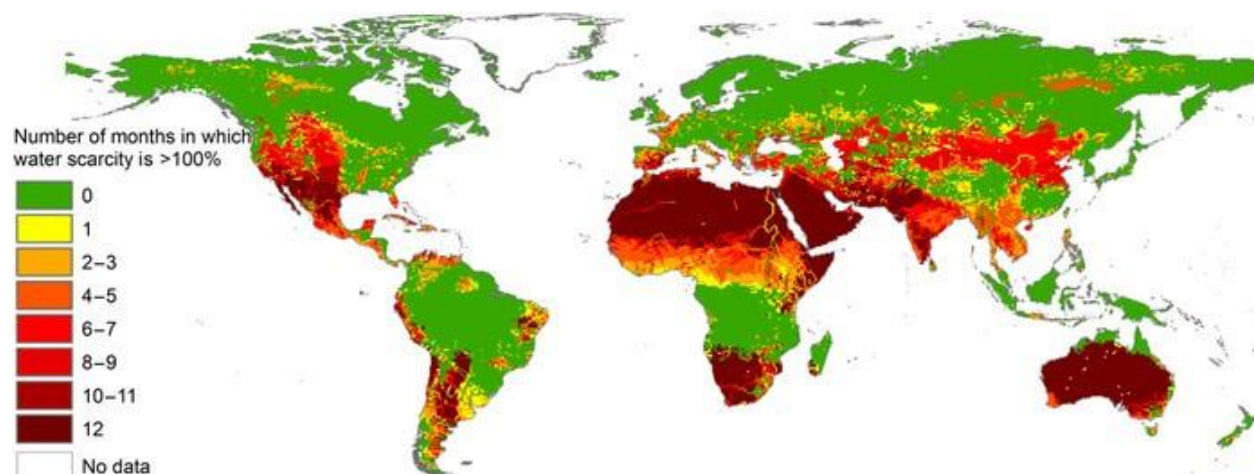 Number of months in which
water scarcity is >100%
0
1
2–3
4–5
6–7
8–9
10–11
12
No data